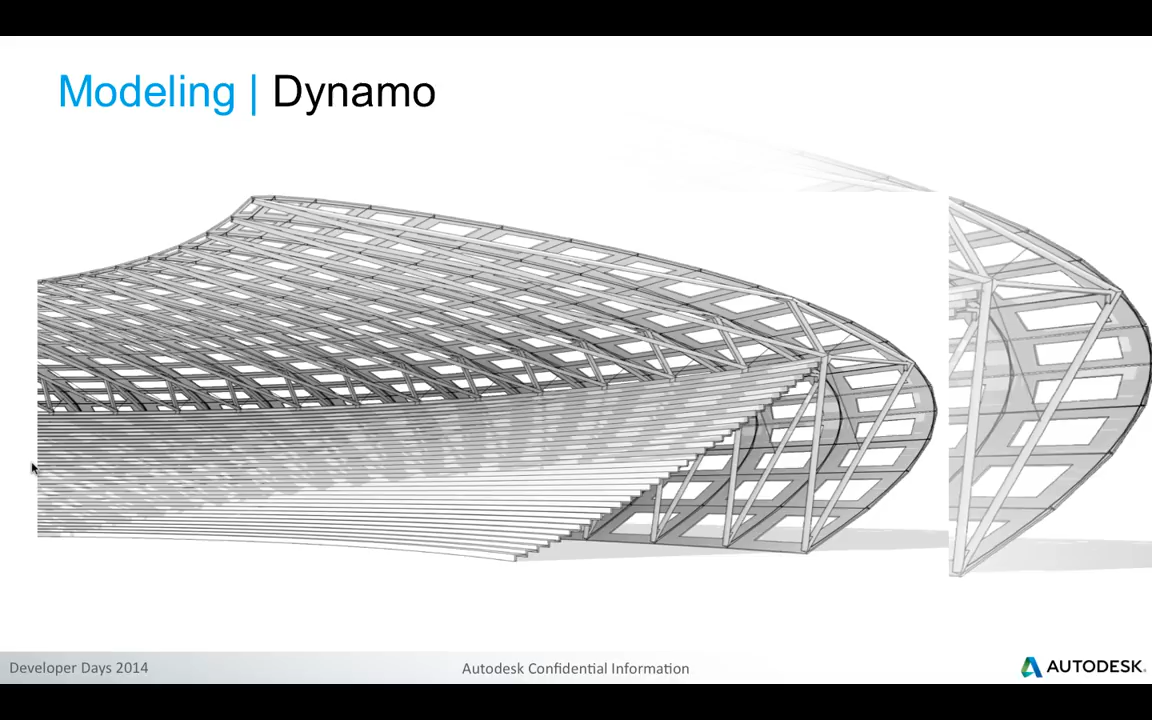 Modeling | Dynamo
Developer Days 2014
Autodesk Confidential Information
AUTODESK.